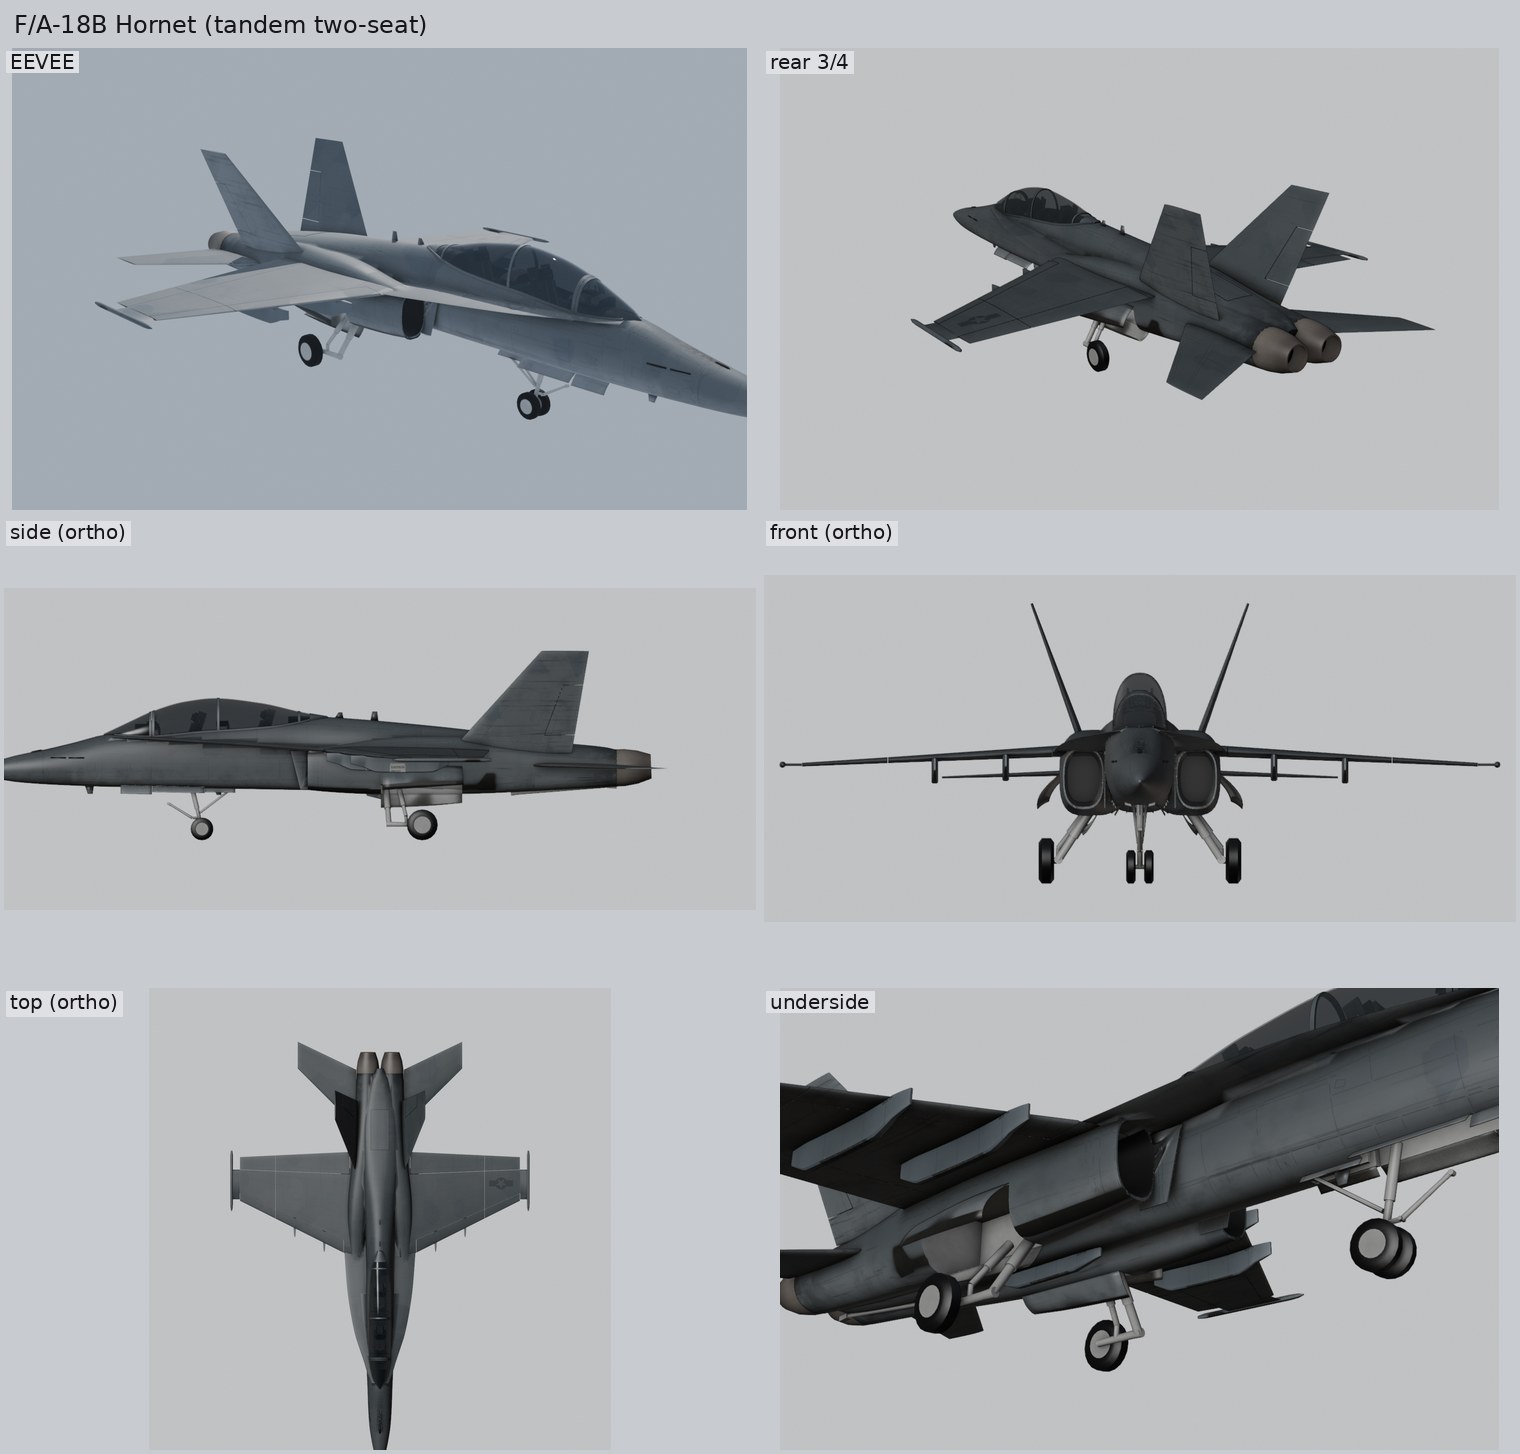 F/A-18B Hornet (tandem two-seat)
EEVEE
rear 3/4
side (ortho)
front (ortho)
top (ortho)
underside